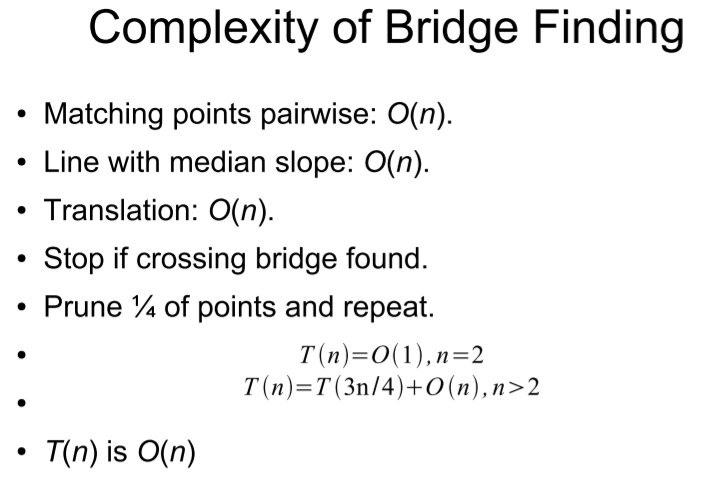 Complexity of Bridge Finding
• Matching points pairwise: O(n).
• Line with median slope: O(n).
• Translation: O(n).
• Stop if crossing bridge found.
• Prune ¼ of points and repeat.
• T(n)=O(1),n=2
T(n)=T(3n/4)+O(n),n>2
•
• T(n) is O(n)